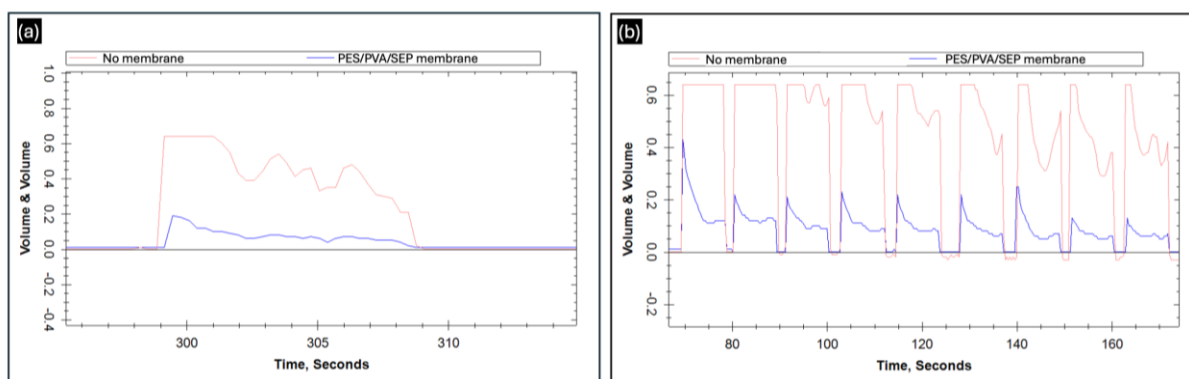 (a)
No membrane PES/PVA/SEP membrane
Volume & Volume
1.0
0.8
0.6
0.4
0.2
0.0
-0.2
-0.4
300 305 310
Time, Seconds
(b)
No membrane PES/PVA/SEP membrane
Volume & Volume
0.6
0.4
0.2
0.0
-0.2
80 100 120 140 160
Time, Seconds